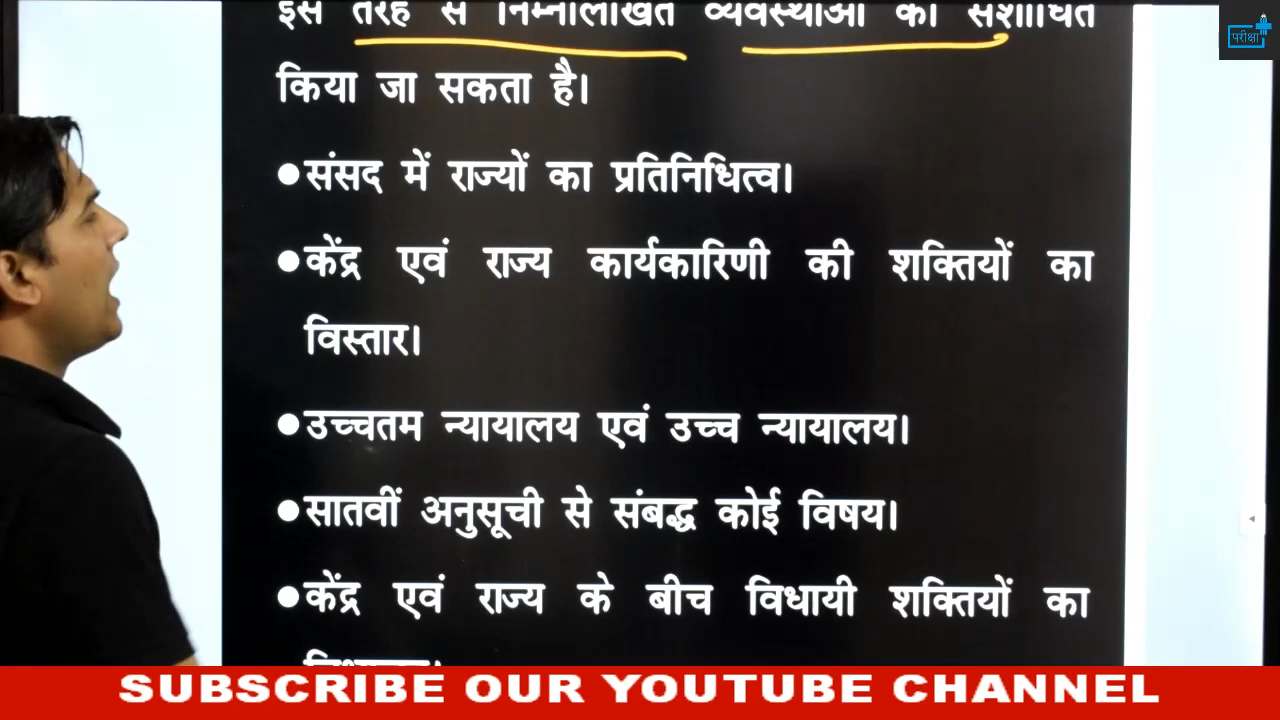 इस तरह से निम्नलिखित व्यवस्थाओं को संशोधित
किया जा सकता है।
●संसद में राज्यों का प्रतिनिधित्व।
●केंद्र एवं राज्य कार्यकारिणी की शक्तियों का
विस्तार।
●उच्चतम न्यायालय एवं उच्च न्यायालय।
●सातवीं अनुसूची से संबद्ध कोई विषय।
●केंद्र एवं राज्य के बीच विधायी शक्तियों का
परीक्षा
SUBSCRIBE OUR YOUTUBE CHANNEL